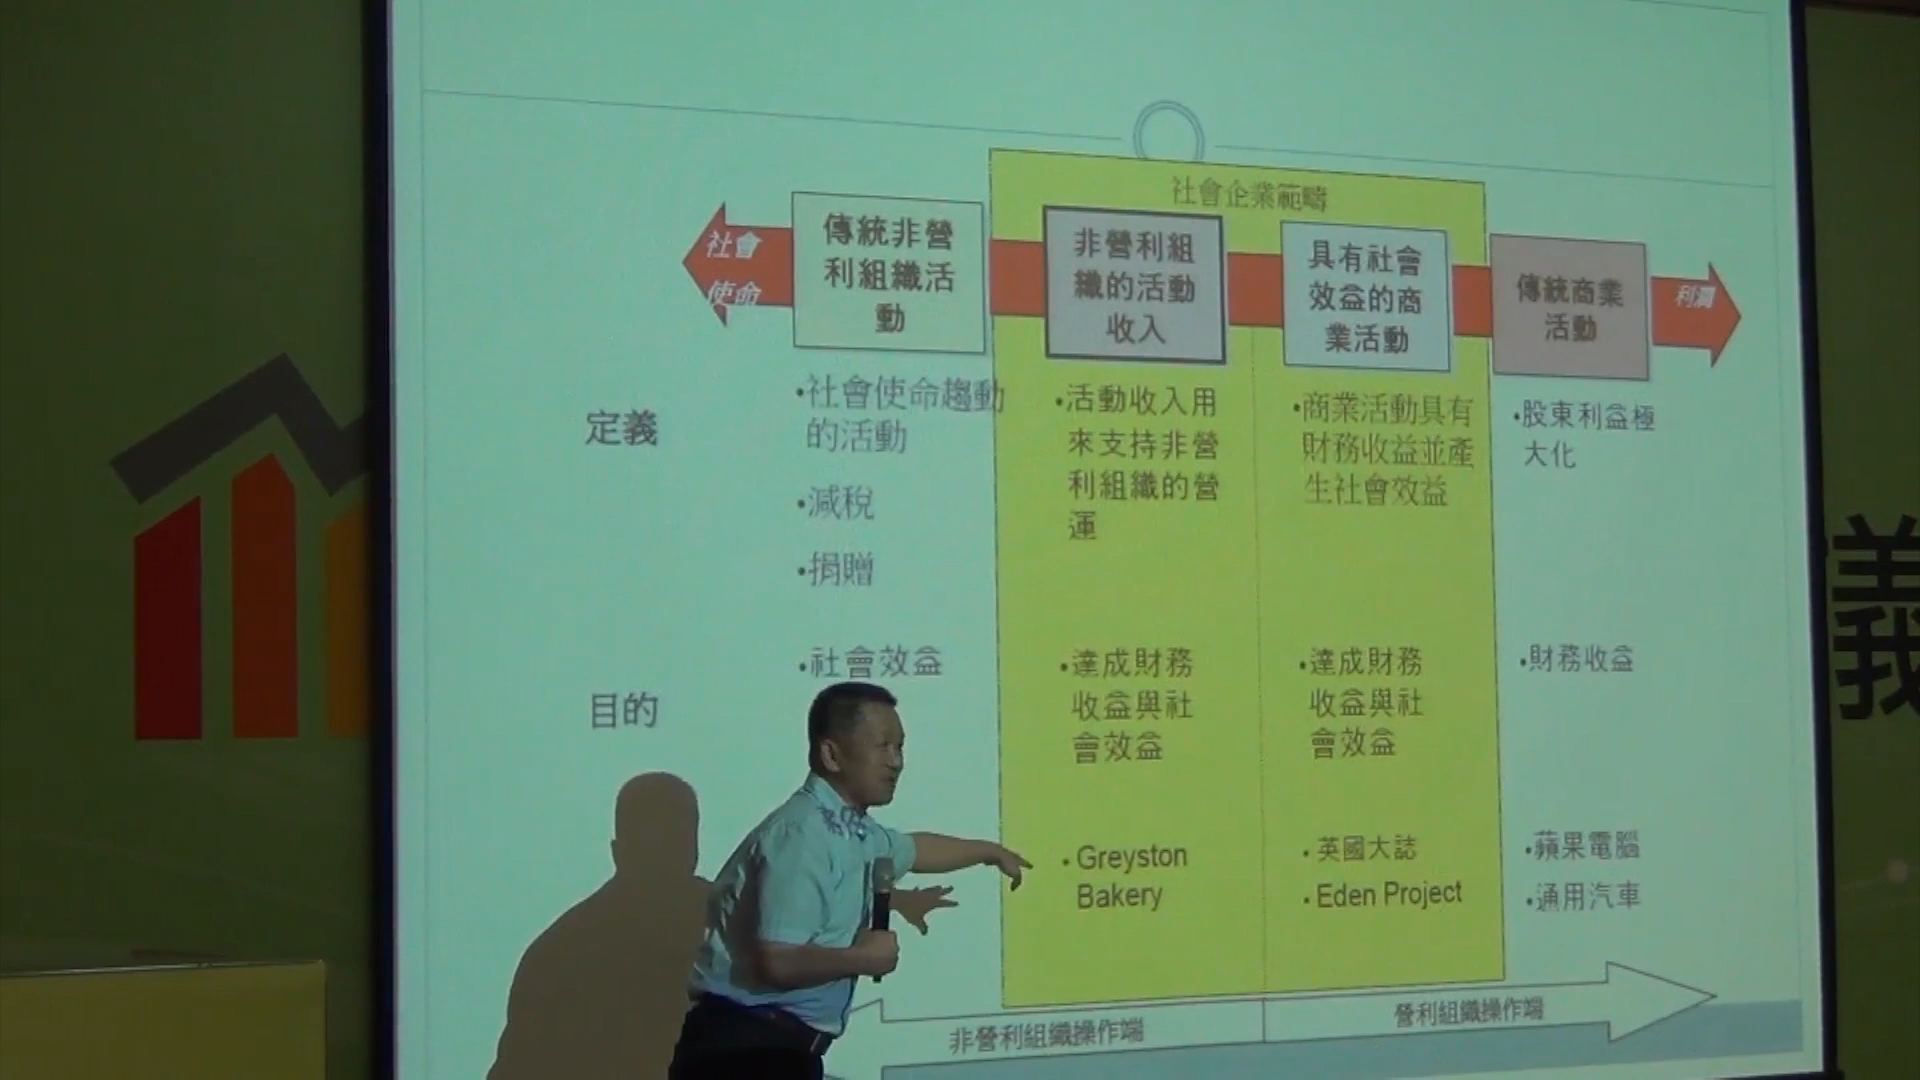 社會企業範疇
社會
使命
傳統非營
利組織活
動
非營利組
織的活動
收入
具有社會
效益的商
業活動
傳統商業
活動
利潤
定義
•社會使命趨動
的活動
•減稅
•捐贈
•活動收入用
來支持非營
利組織的營
運
•商業活動具有
財務收益並產
生社會效益
•股東利益極
大化
目的
•社會效益
•達成財務
收益與社
會效益
•達成財務
收益與社
會效益
•財務收益
•Greyston
Bakery
•英國大誌
•Eden Project
•蘋果電腦
•通用汽車
非營利組織操作端
營利組織操作端